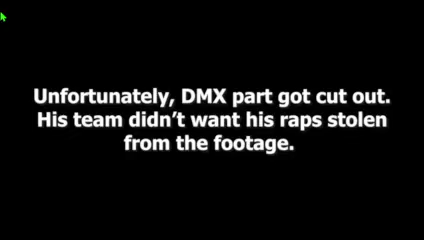 Unfortunately, DMX part got cut out.
His team didn't want his raps stolen
from the footage.